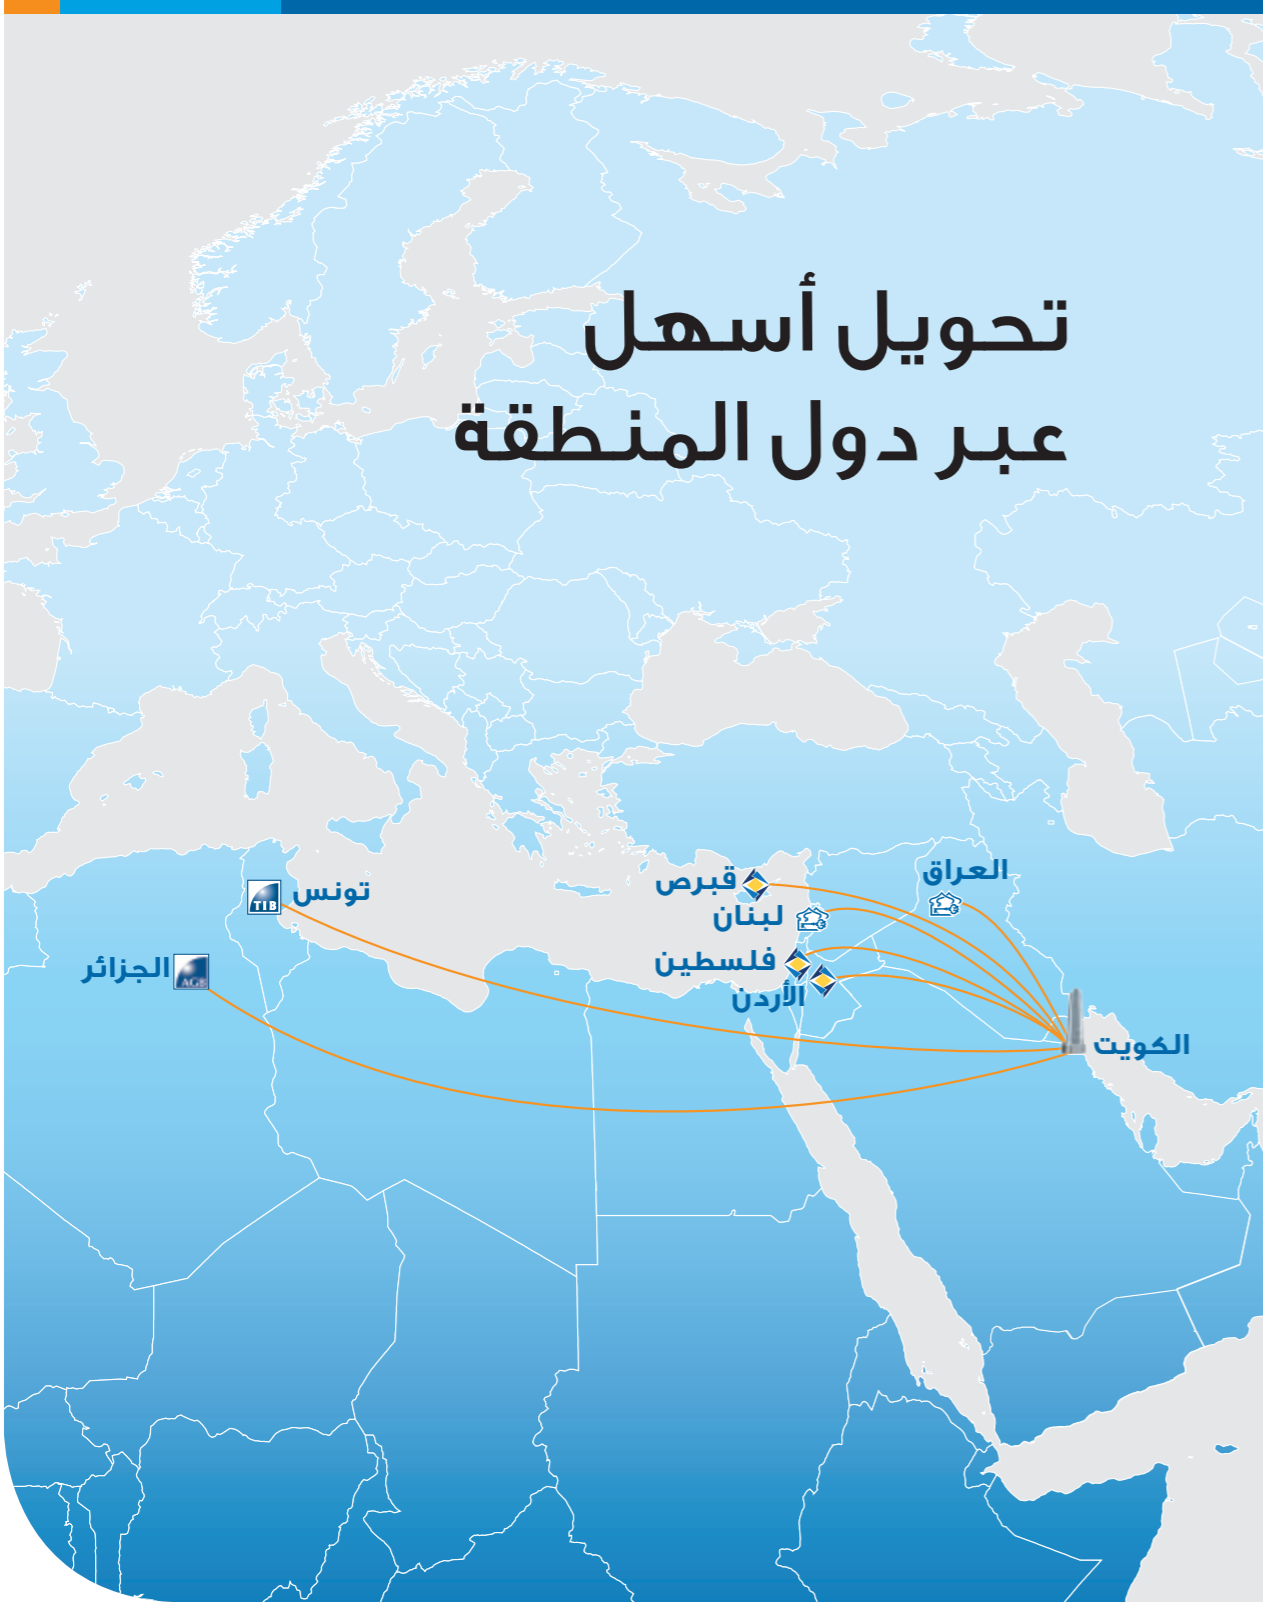 تحويل أسهل
عبر دول المنطقة
العراق
قبرص
تونس
TIB
لبنان
فلسطين
الجزائر
AGB
الأردن
الكويت